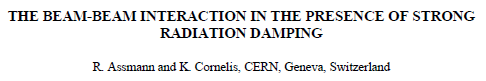 THE BEAM-BEAM INTERACTION IN THE PRESENCE OF STRONG
RADIATION DAMPING
R. Assmann and K. Cornelis, CERN, Geneva, Switzerland